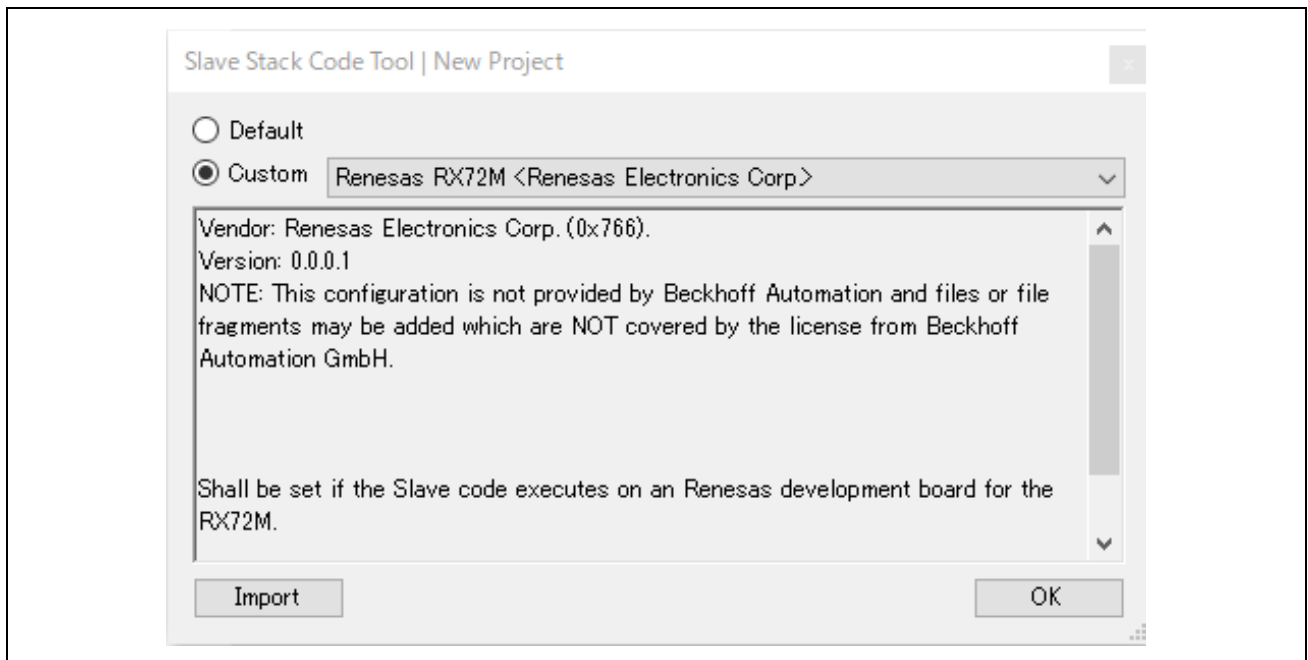 Slave Stack Code Tool | New Project
Default
Custom Renesas RX72M <Renesas Electronics Corp>
Vendor: Renesas Electronics Corp. (0x766).
Version: 0.0.0.1
NOTE: This configuration is not provided by Beckhoff Automation and files or file
fragments may be added which are NOT covered by the license from Beckhoff
Automation GmbH.
Shall be set if the Slave code executes on an Renesas development board for the
RX72M.
Import OK